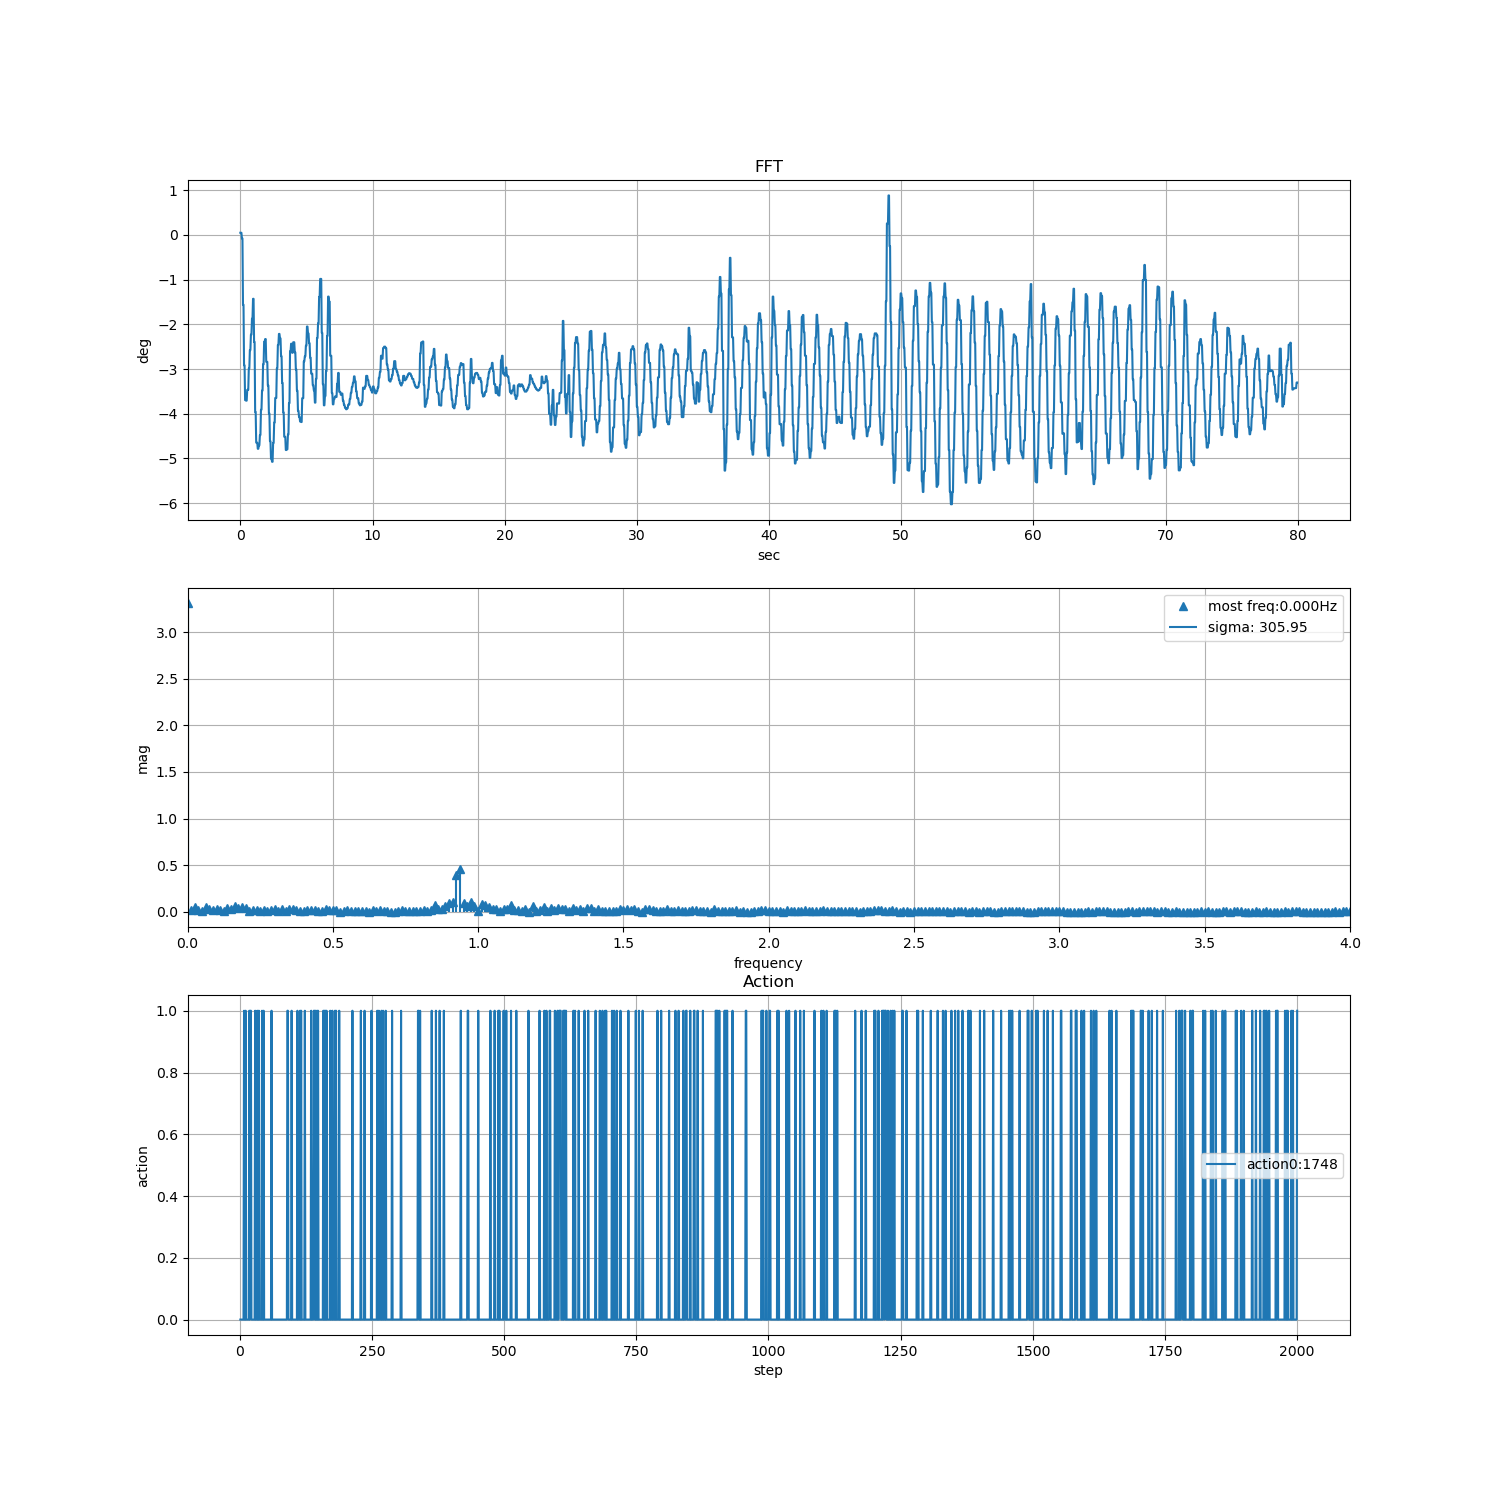 FFT
1
0
−1
−2
−3
−4
−5
−6
deg
0 10 20 30 40 50 60 70 80
sec
3.0
2.5
2.0
1.5
1.0
0.5
0.0
mag
most freq:0.000Hz
sigma: 305.95
0.0 0.5 1.0 1.5 2.0 2.5 3.0 3.5 4.0
frequency
Action
1.0
0.8
0.6
0.4
0.2
0.0
action
action0:1748
0 250 500 750 1000 1250 1500 1750 2000
step